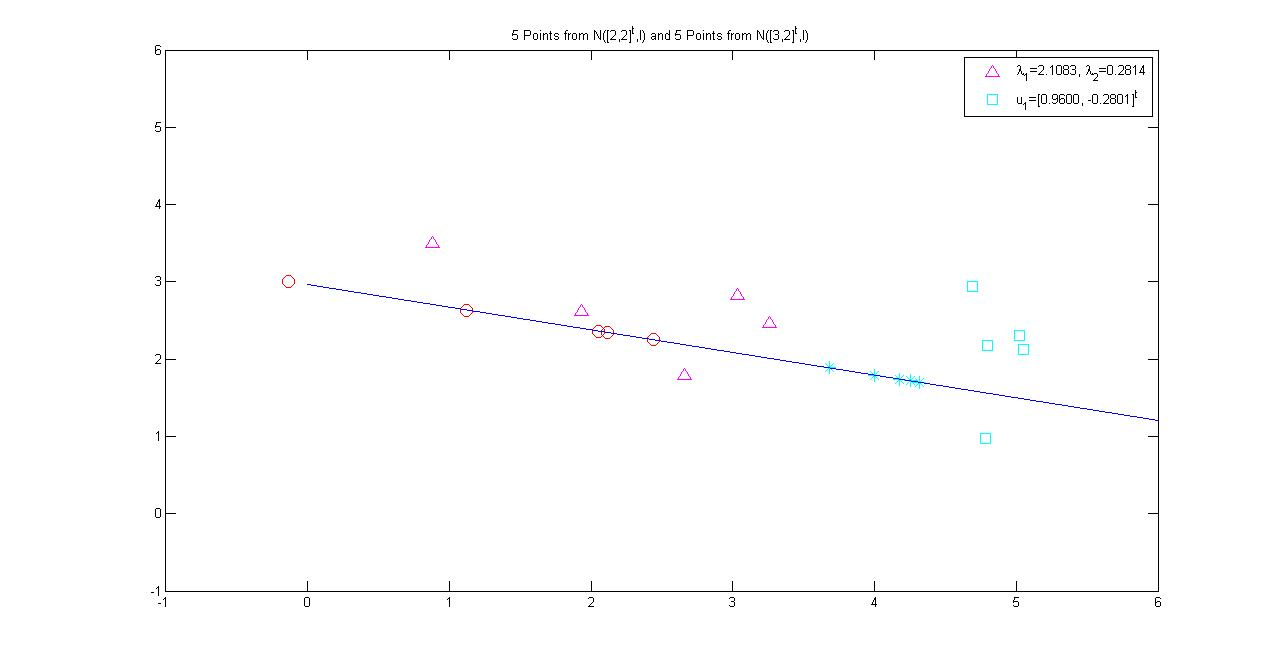 5 Points from N([2,2]ᵗ,I) and 5 Points from N([3,2]ᵗ,I)
λ₁=2.1083, λ₂=0.2814
u₁=[0.9600, -0.2801]ᵗ
6
5
4
3
2
1
0
-1
-1 0 1 2 3 4 5 6